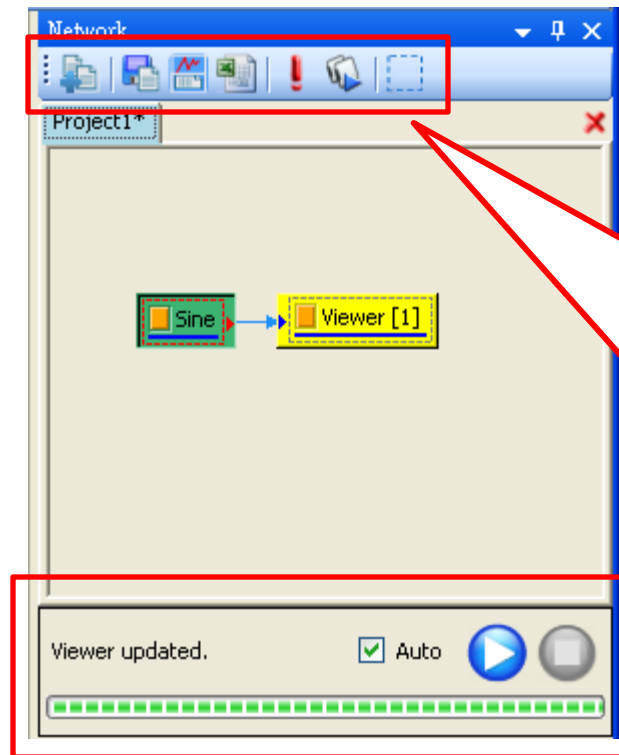 Network
Project1*
Sine
Viewer [1]
Viewer updated.
Auto